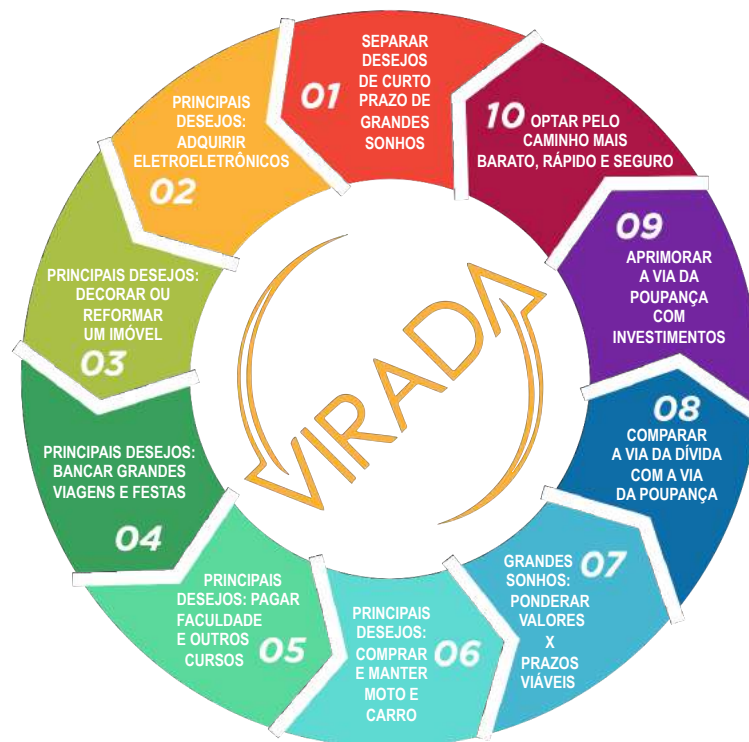 01
SEPARAR
DESEJOS
DE CURTO
PRAZO DE
GRANDES
SONHOS
PRINCIPAIS
DESEJOS:
ADQUIRIR
ELETROELETRÔNICOS
02
PRINCIPAIS DESEJOS:
DECORAR OU
REFORMAR
UM IMÓVEL
03
PRINCIPAIS DESEJOS:
BANCAR GRANDES
VIAGENS E FESTAS
04
PRINCIPAIS
DESEJOS: PAGAR
FACULDADE
E OUTROS
CURSOS
05
PRINCIPAIS
DESEJOS:
COMPRAR
E MANTER
MOTO E
CARRO
06
GRANDES
SONHOS:
PONDERAR
VALORES
X
PRAZOS
VIÁVEIS
07
08
COMPARAR
A VIA DA DÍVIDA
COM A VIA
DA POUPANÇA
09
APRIMORAR
A VIA DA
POUPANÇA
COM
INVESTIMENTOS
10 OPTAR PELO
CAMINHO MAIS
BARATO, RÁPIDO E SEGURO
VIRADA